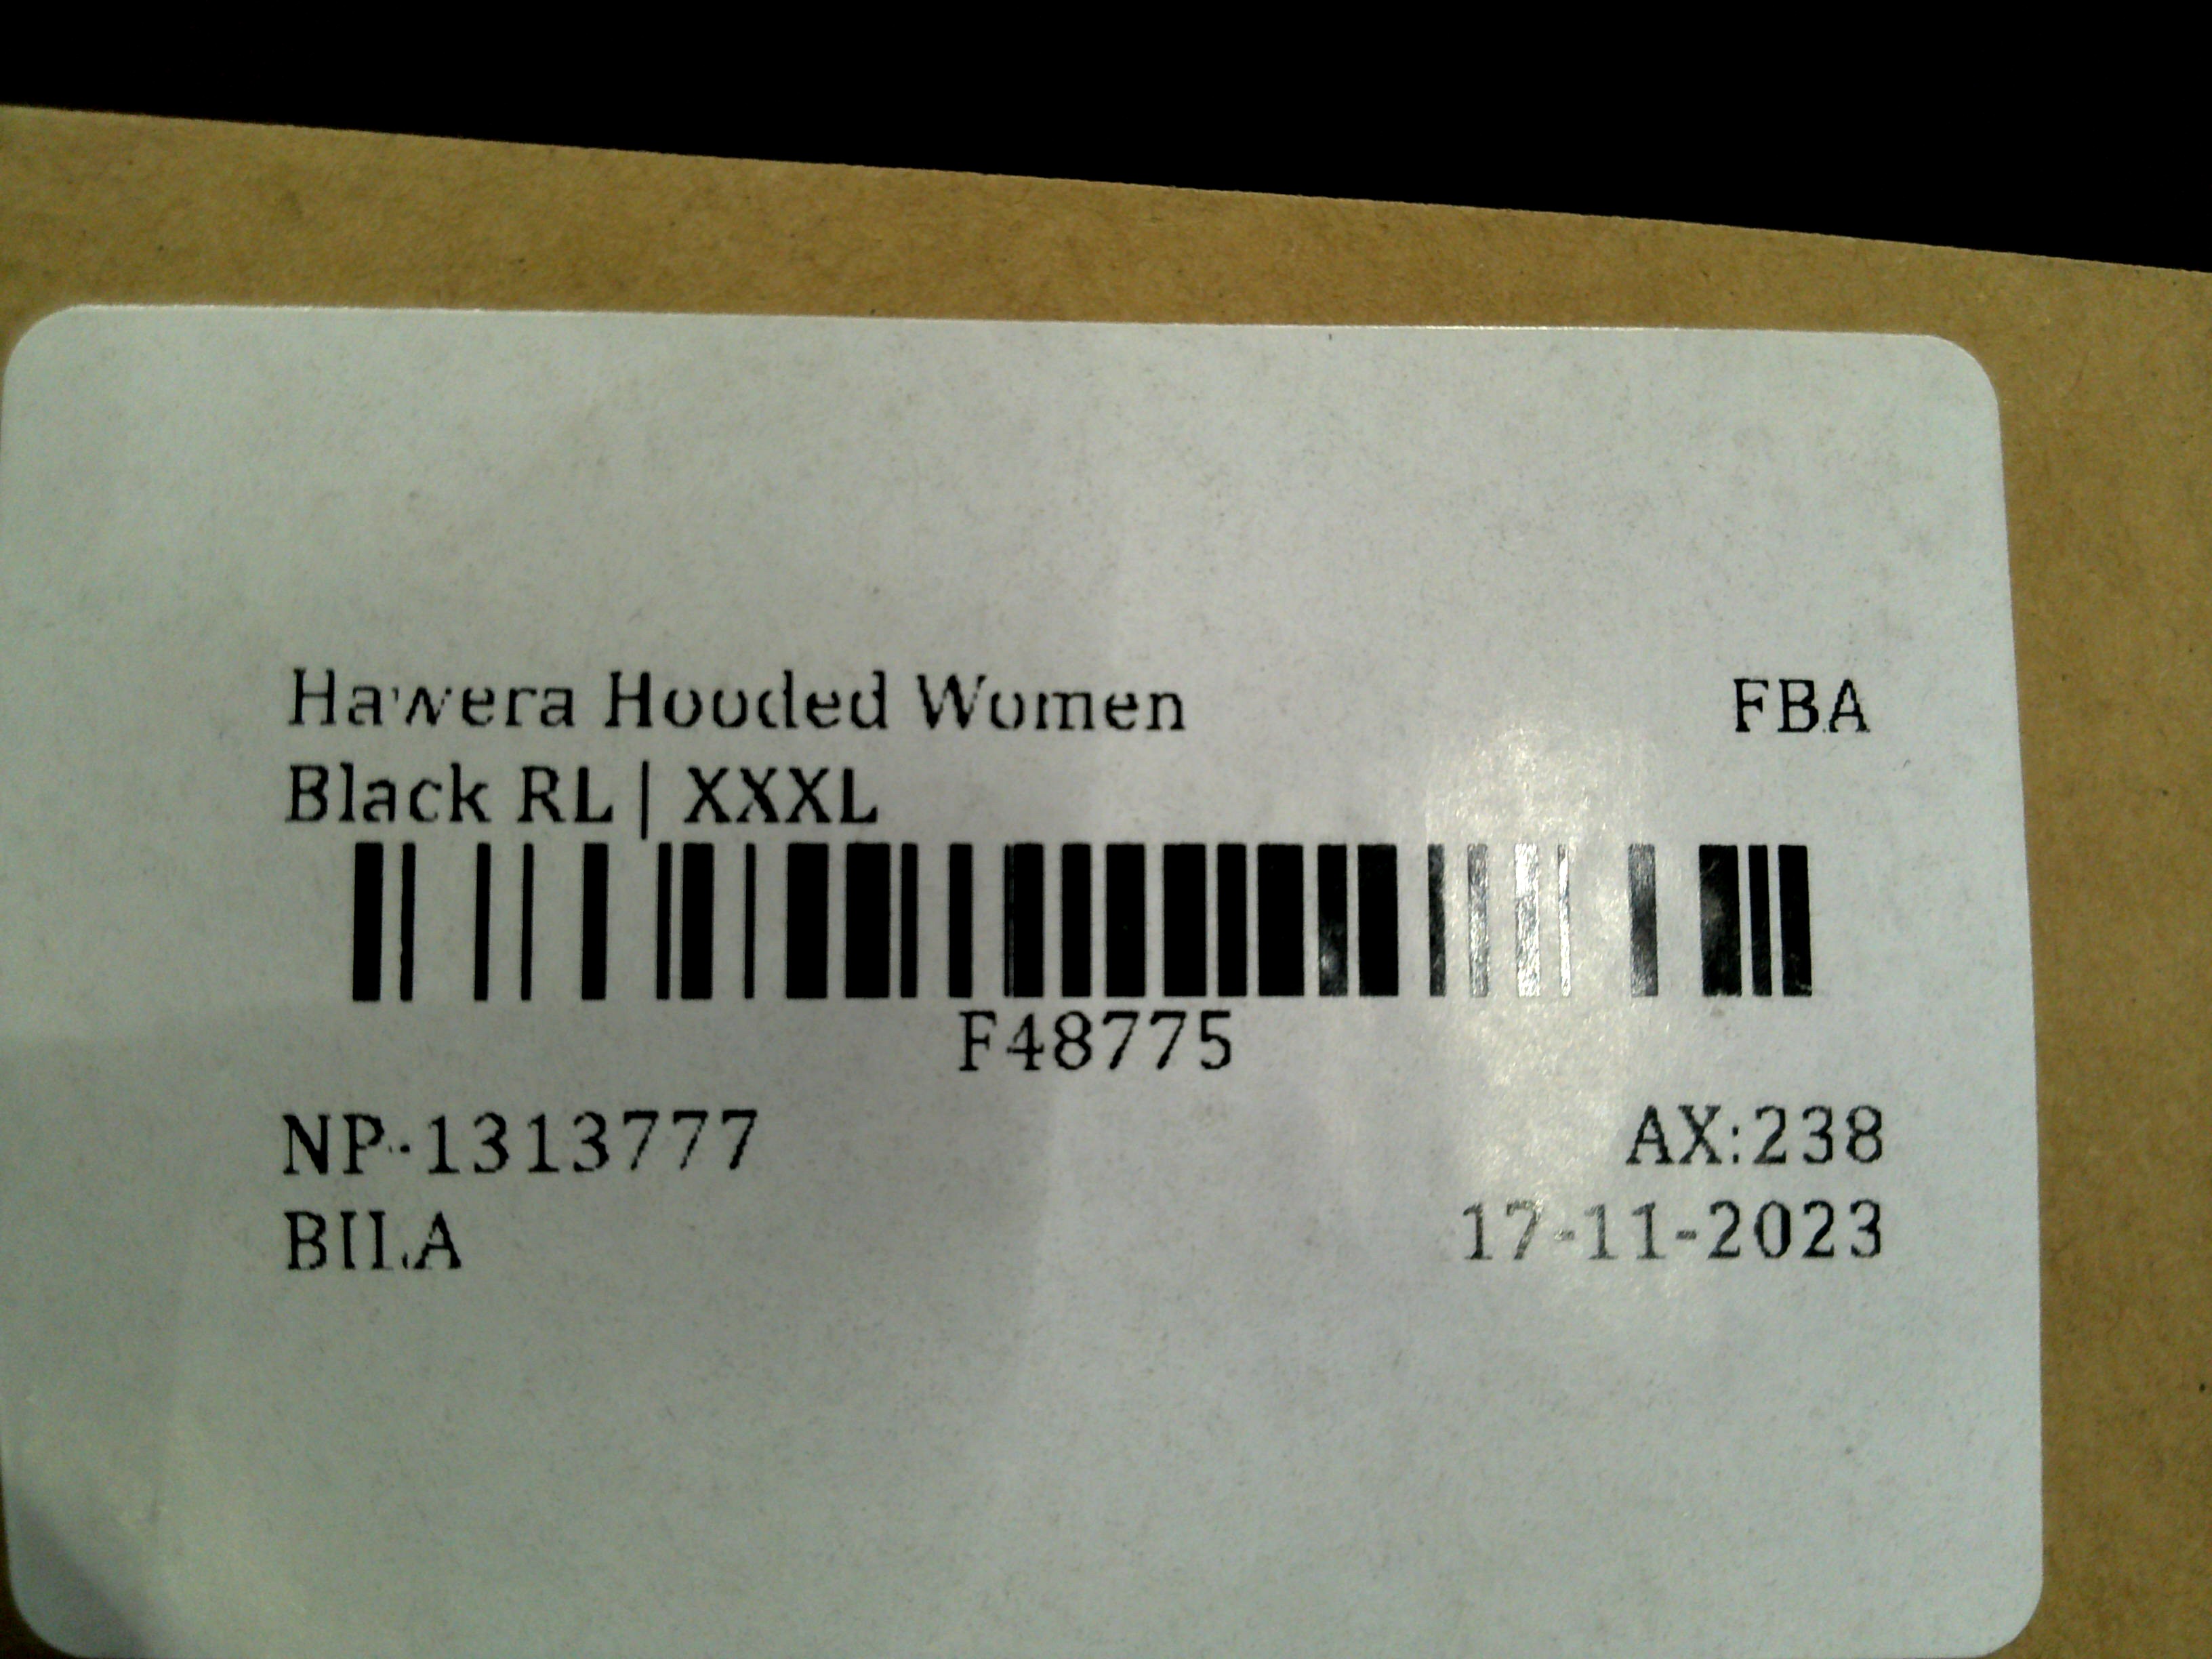 Hawera Hooded Women FBA
Black RL | XXXL
F48775
NP-1313777 AX:238
BILA 17-11-2023